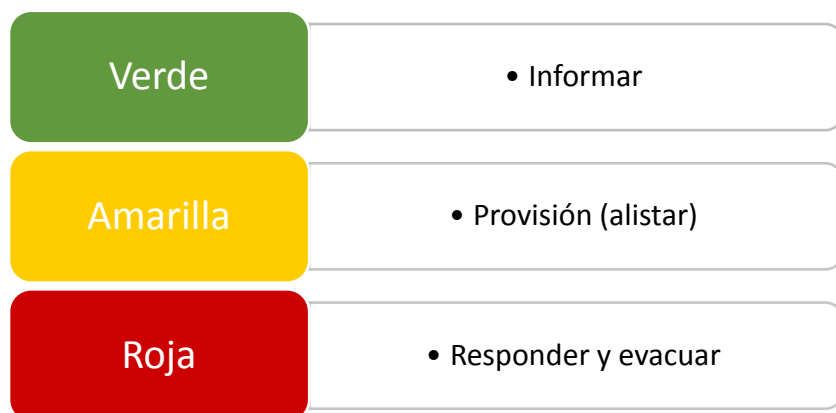 Verde
• Informar
Amarilla
• Provisión (alistar)
Roja
• Responder y evacuar